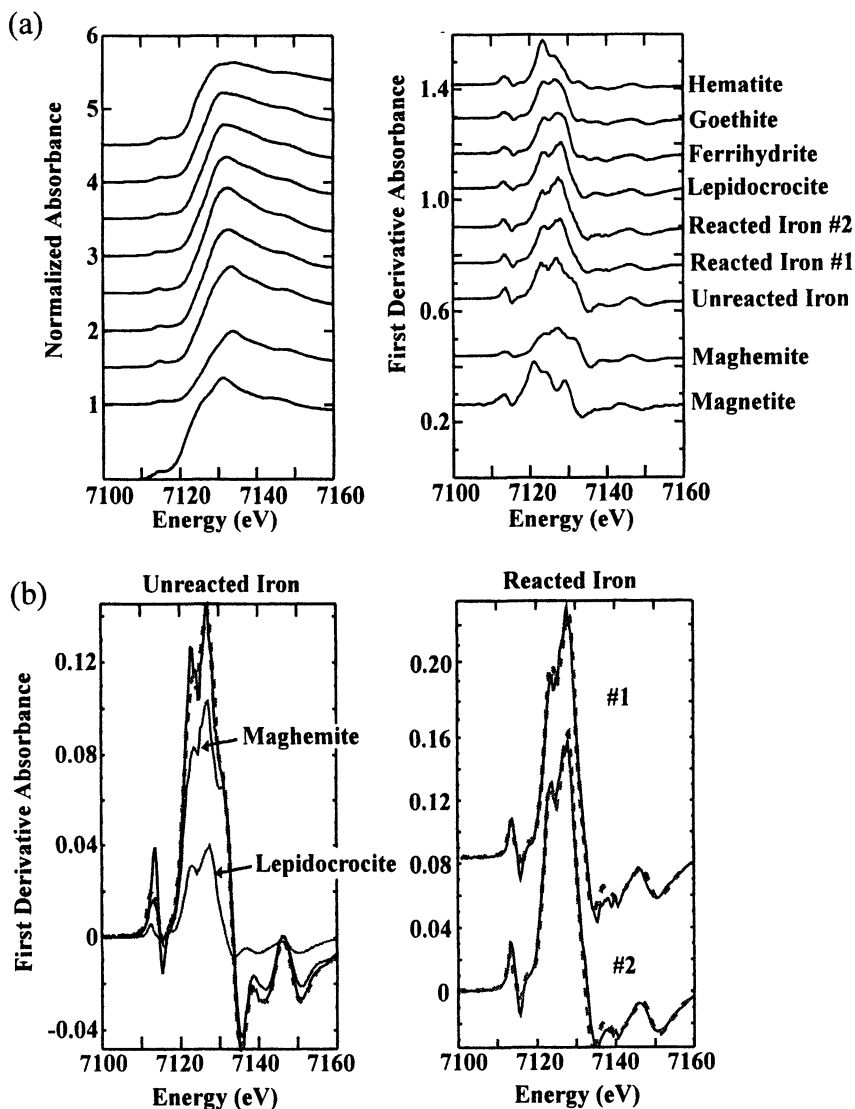 (a)
6
5
4
3
2
1
Normalized Absorbance
7100
7120
7140
7160
Energy (eV)
1.4
1.0
0.6
0.2
First Derivative Absorbance
7100
7120
7140
7160
Energy (eV)
Hematite
Goethite
Ferrihydrite
Lepidocrocite
Reacted Iron #2
Reacted Iron #1
Unreacted Iron
Maghemite
Magnetite
(b)
Unreacted Iron
0.12
0.08
0.04
0
-0.04
First Derivative Absorbance
Maghemite
Lepidocrocite
7100
7120
7140
7160
Energy (eV)
Reacted Iron
0.20
0.16
0.12
0.08
0.04
0
#1
#2
7100
7120
7140
7160
Energy (eV)